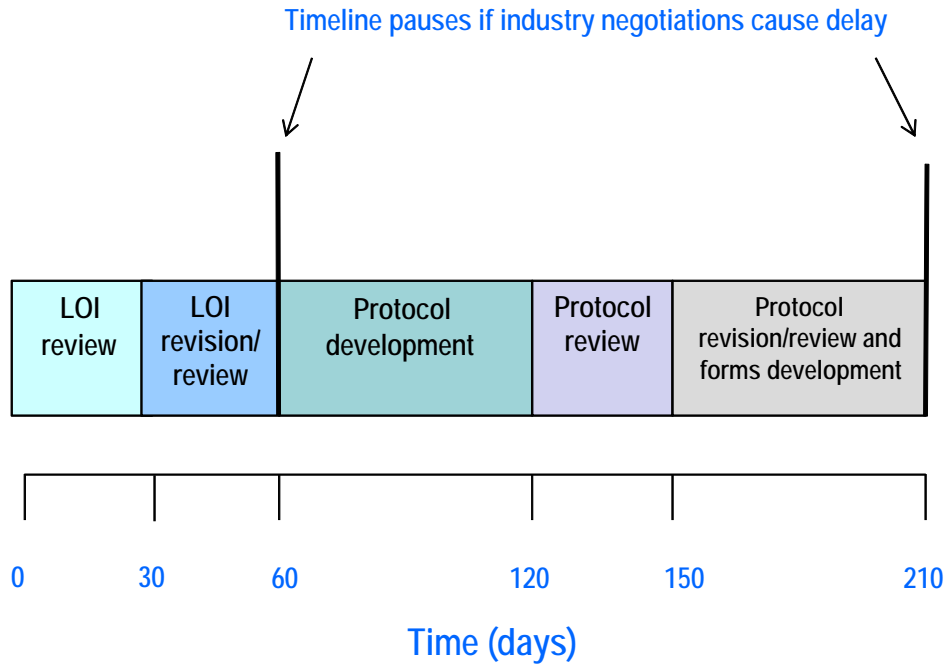 Timeline pauses if industry negotiations cause delay
LOI
review
LOI
revision/
review
Protocol
development
Protocol
review
Protocol
revision/review and
forms development
0 30 60 120 150 210
Time (days)